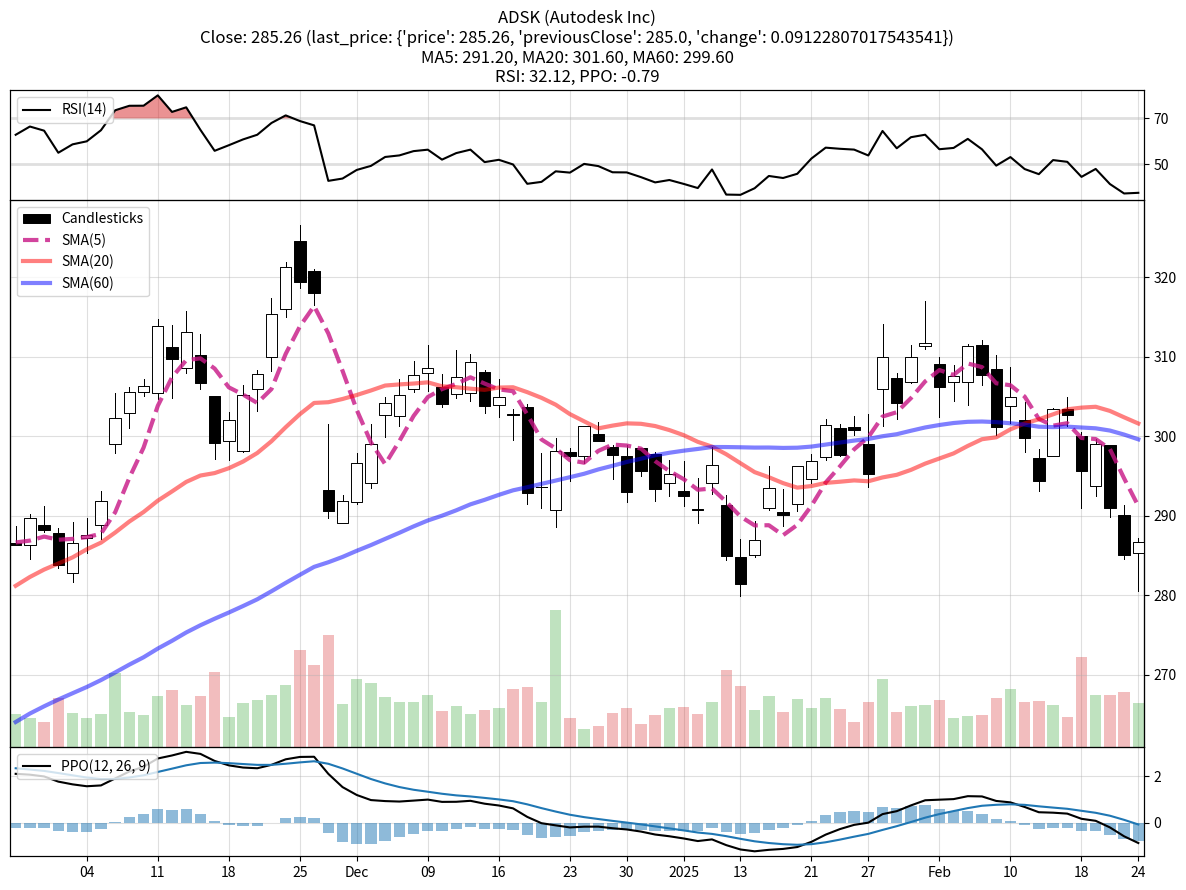 ADSK (Autodesk Inc)
Close: 285.26 (last_price: {'price': 285.26, 'previousClose': 285.0, 'change': 0.09122807017543541})
MA5: 291.20, MA20: 301.60, MA60: 299.60
RSI: 32.12, PPO: -0.79
RSI(14)
70
50
Candlesticks
SMA(5)
SMA(20)
SMA(60)
320
310
300
290
280
270
PPO(12, 26, 9)
2
0
04 11 18 25 Dec 09 16 23 30 2025 13 21 27 Feb 10 18 24